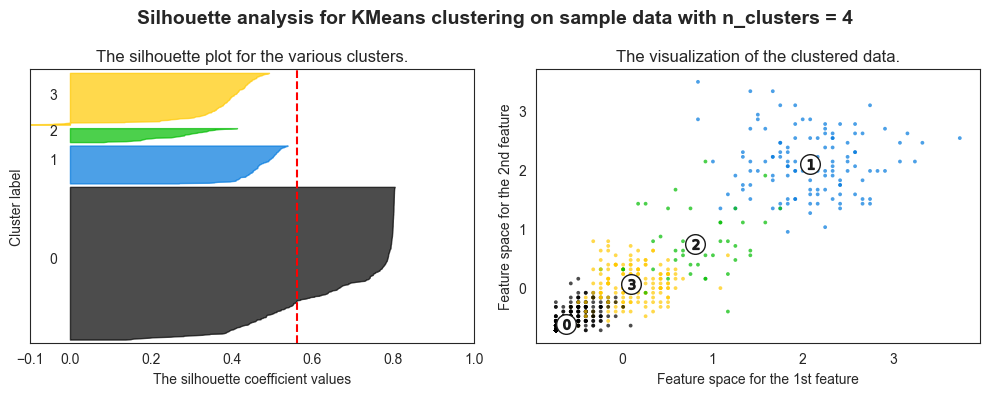 Silhouette analysis for KMeans clustering on sample data with n_clusters = 4
The silhouette plot for the various clusters.
3
2
1
0
Cluster label
−0.1 0.0 0.2 0.4 0.6 0.8 1.0
The silhouette coefficient values
The visualization of the clustered data.
3
2
1
0
Feature space for the 2nd feature
1
2
3
0
0 1 2 3
Feature space for the 1st feature